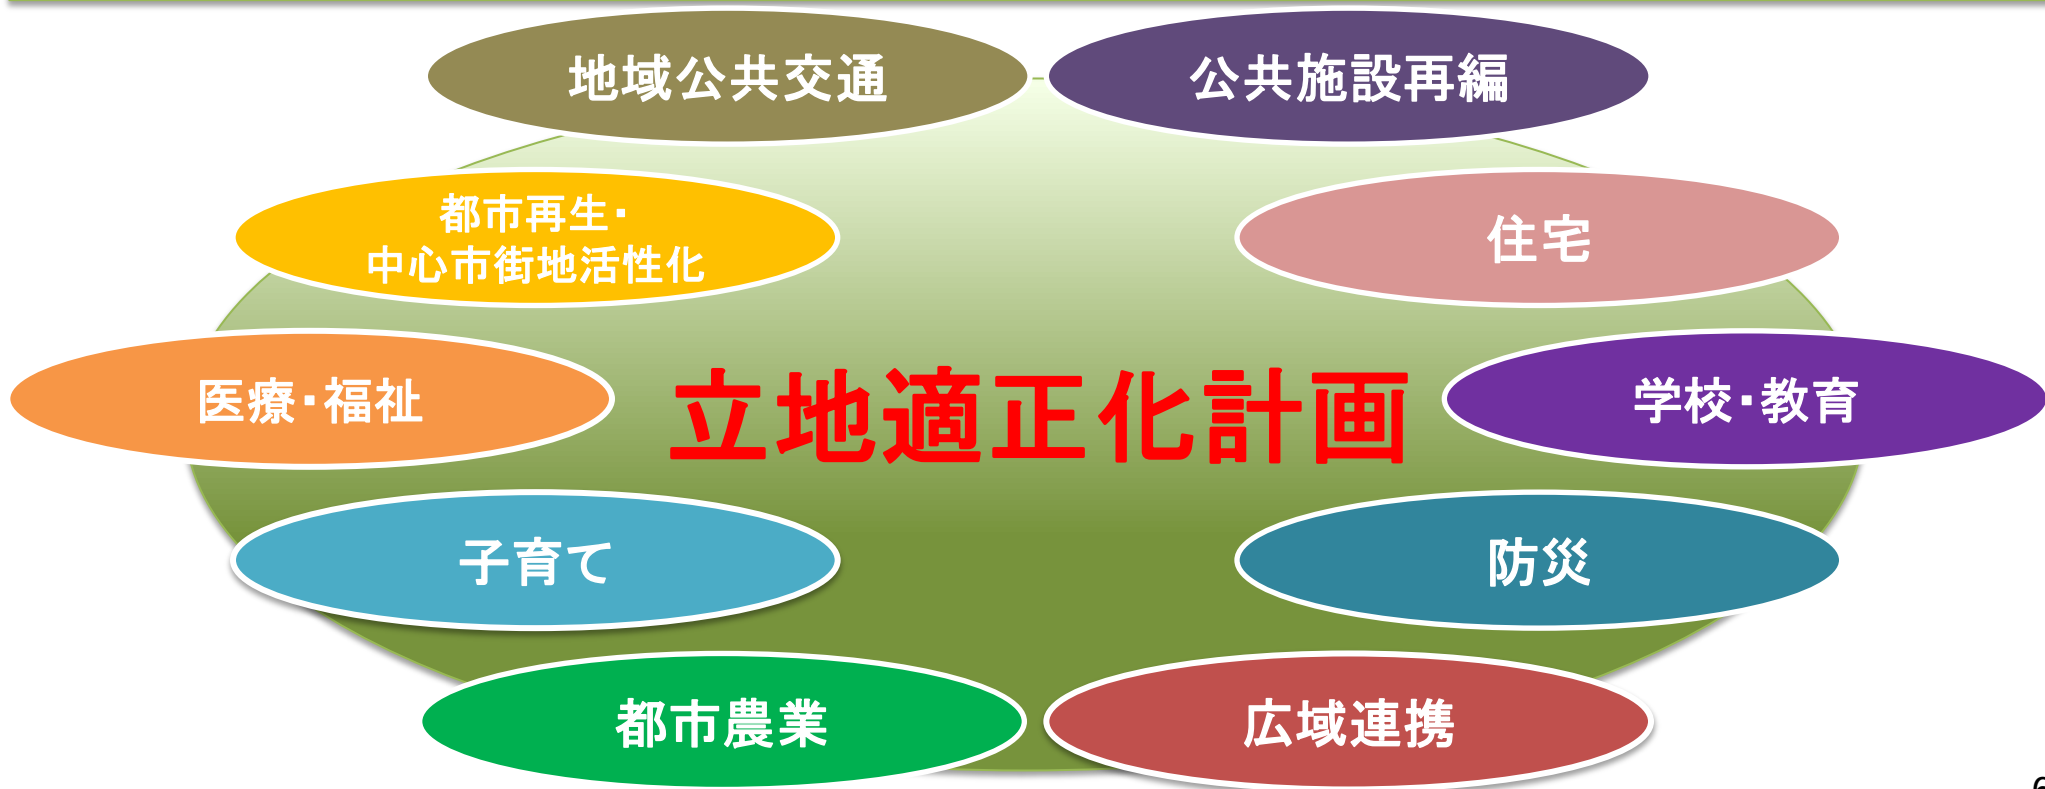 地域公共交通
公共施設再編
都市再生・
中心市街地活性化
住宅
医療・福祉
立地適正化計画
学校・教育
子育て
防災
都市農業
広域連携